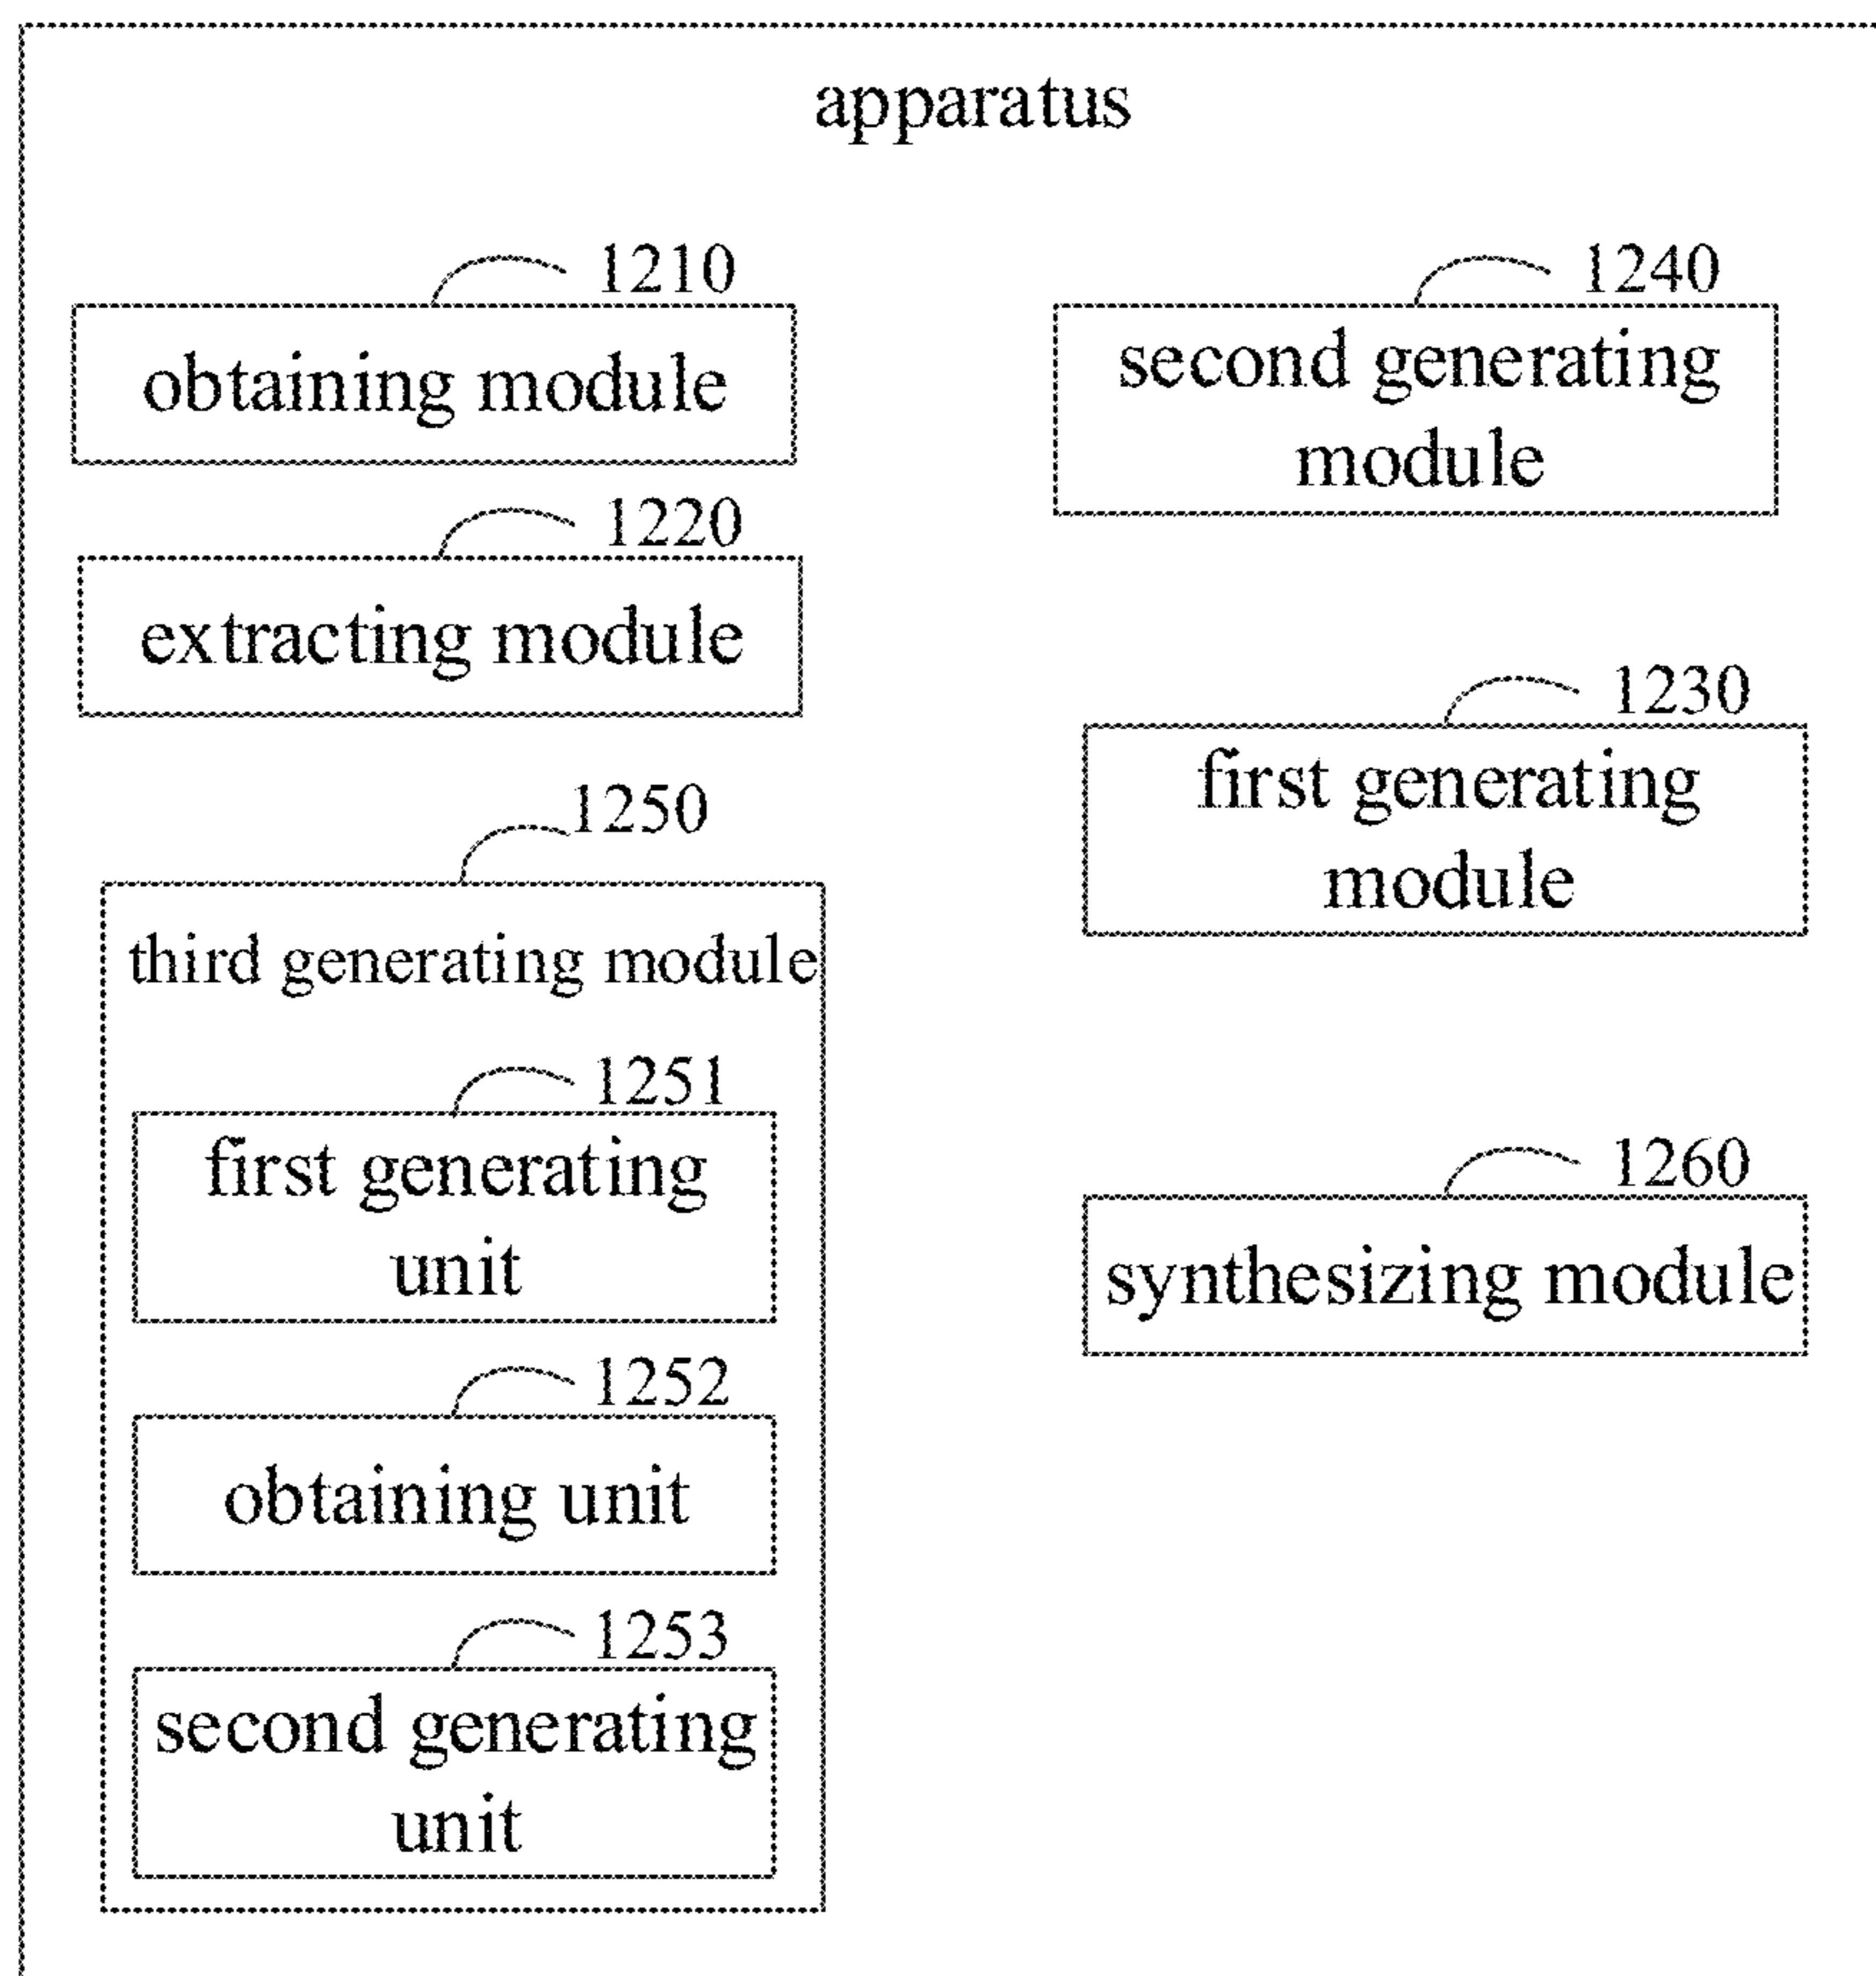 apparatus
1210
obtaining module
1220
extracting module
1250
third generating module
1251
first generating
unit
1252
obtaining unit
1253
second generating
unit
1240
second generating
module
1230
first generating
module
1260
synthesizing module